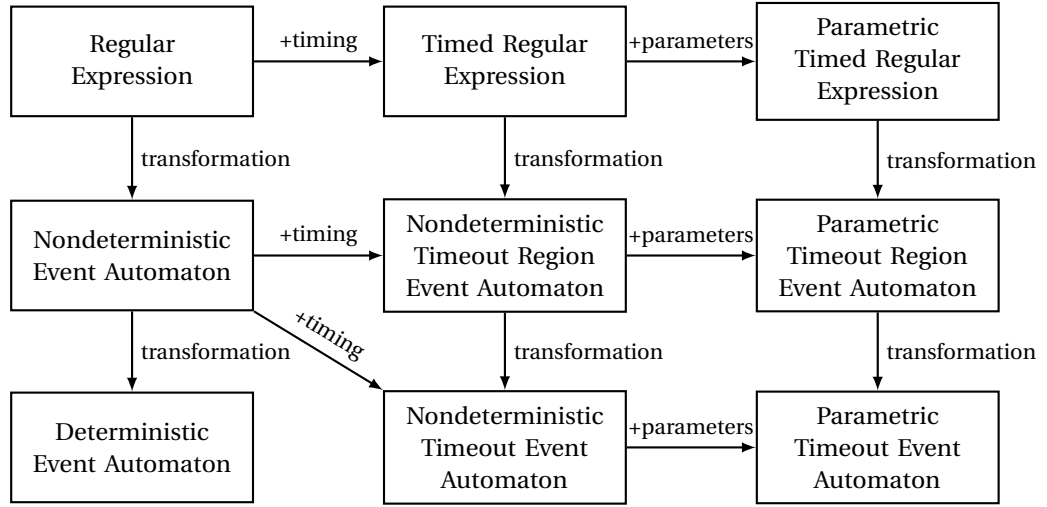 Regular
Expression
+timing
Timed Regular
Expression
+parameters
Parametric
Timed Regular
Expression
transformation
transformation
transformation
Nondeterministic
Event Automaton
+timing
Nondeterministic
Timeout Region
Event Automaton
+parameters
Parametric
Timeout Region
Event Automaton
transformation
+timing
transformation
transformation
Deterministic
Event Automaton
Nondeterministic
Timeout Event
Automaton
+parameters
Parametric
Timeout Event
Automaton